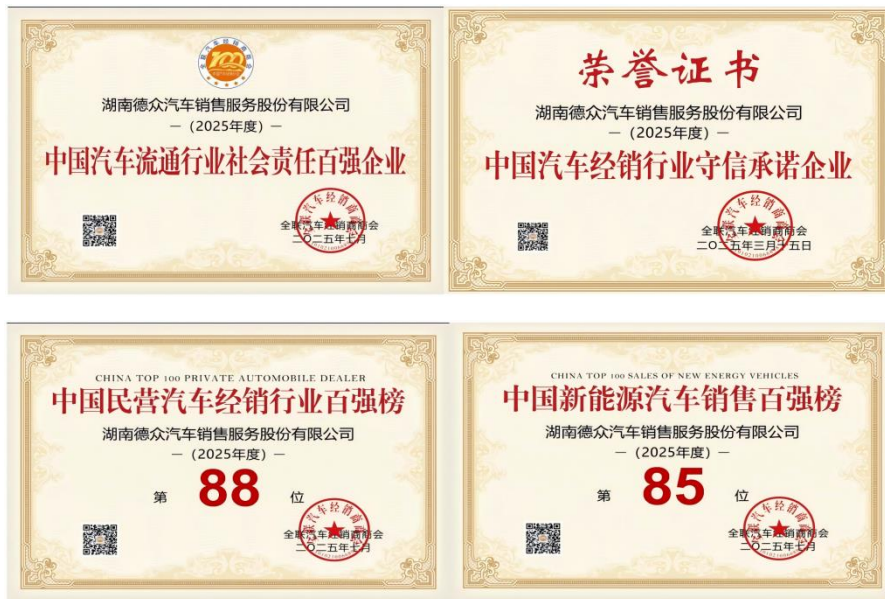 湖南德众汽车销售服务股份有限公司
—（2025年度）—
中国汽车流通行业社会责任百强企业
全联汽车经销商商会
二〇二五年七月
荣誉证书
湖南德众汽车销售服务股份有限公司
—（2025年度）—
中国汽车经销行业守信承诺企业
全联汽车经销商商会
二〇二五年三月十五日
CHINA TOP 100 PRIVATE AUTOMOBILE DEALER
中国民营汽车经销行业百强榜
湖南德众汽车销售服务股份有限公司
—（2025年度）—
第 88 位
全联汽车经销商商会
二〇二五年七月
CHINA TOP 100 SALES OF NEW ENERGY VEHICLES
中国新能源汽车销售百强榜
湖南德众汽车销售服务股份有限公司
—（2025年度）—
第 85 位
全联汽车经销商商会
二〇二五年七月